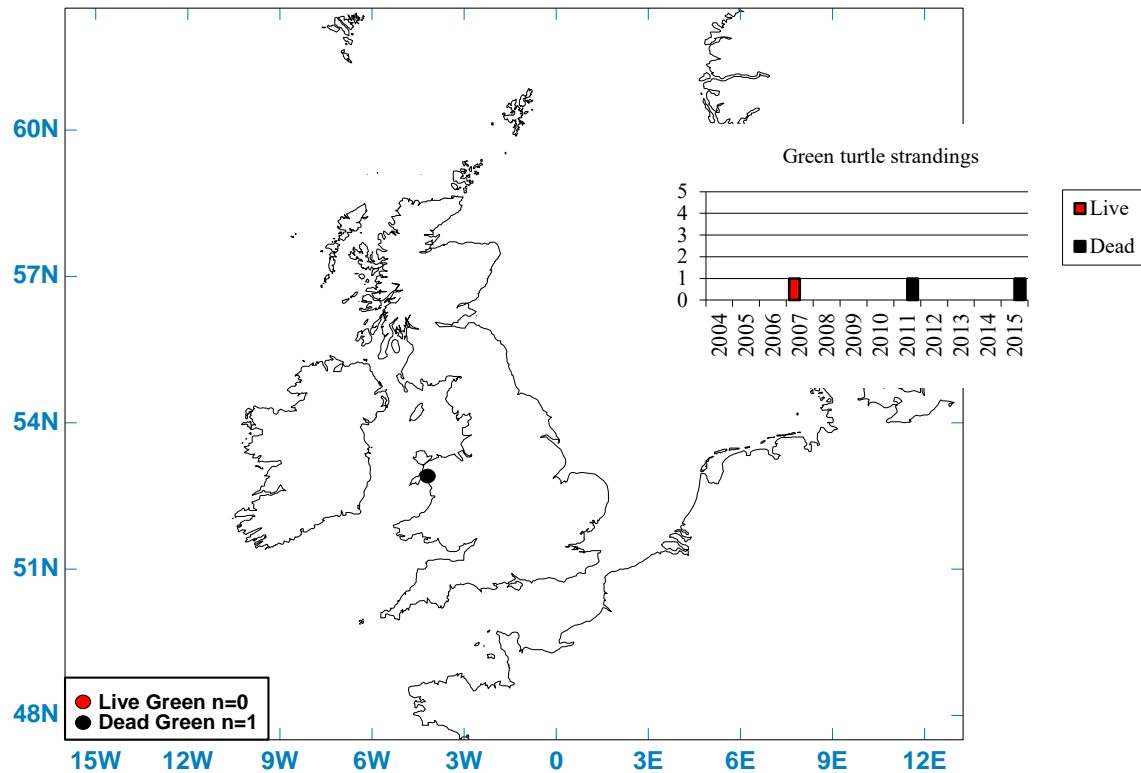 60N
57N
54N
51N
48N
Green turtle strandings
5
4
3
2
1
0
2004 2005 2006 2007 2008 2009 2010 2011 2012 2013 2014 2015
Live
Dead
Live Green n=0
Dead Green n=1
15W 12W 9W 6W 3W 0 3E 6E 9E 12E